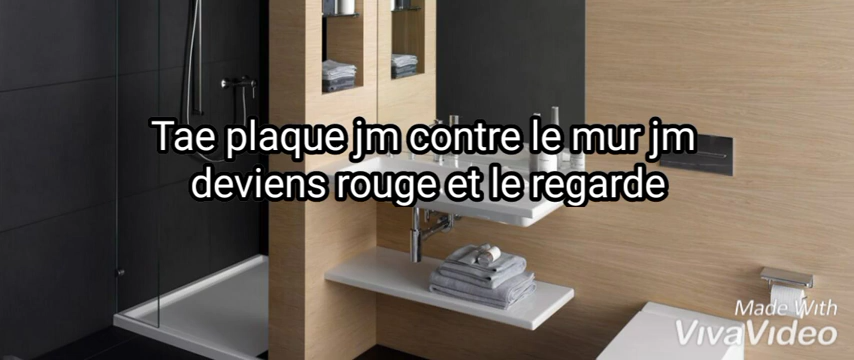 Tae plaque jm contre le mur jm
deviens rouge et le regarde
Made With
VivaVideo